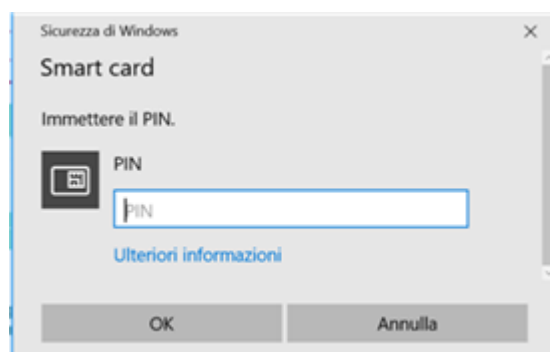 Sicurezza di Windows
Smart card
Immettere il PIN.
PIN
PIN
Ulteriori informazioni
OK
Annulla